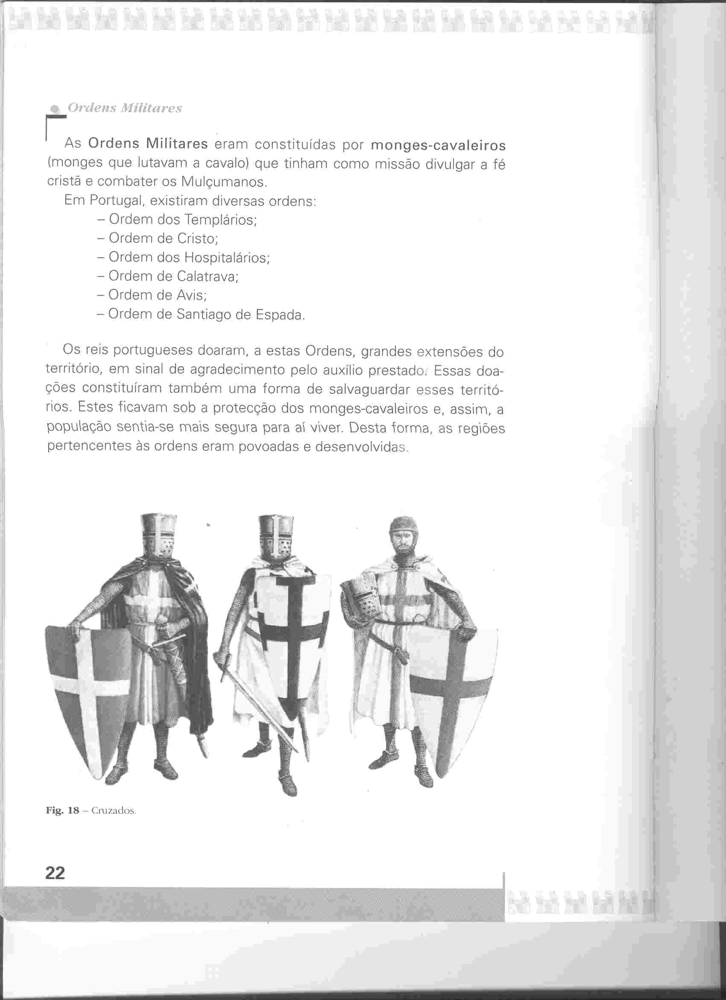 Ordens Militares
As Ordens Militares eram constituídas por monges-cavaleiros
(monges que lutavam a cavalo) que tinham como missão divulgar a fé
cristã e combater os Mulçumanos.
Em Portugal, existiram diversas ordens:
– Ordem dos Templários;
– Ordem de Cristo;
– Ordem dos Hospitalários;
– Ordem de Calatrava;
– Ordem de Avis;
– Ordem de Santiago de Espada.
Os reis portugueses doaram, a estas Ordens, grandes extensões do
território, em sinal de agradecimento pelo auxílio prestado. Essas doa-
ções constituíram também uma forma de salvaguardar esses territó-
rios. Estes ficavam sob a protecção dos monges-cavaleiros e, assim, a
população sentia-se mais segura para aí viver. Desta forma, as regiões
pertencentes às ordens eram povoadas e desenvolvidas.
Fig. 18 – Cruzados.
22